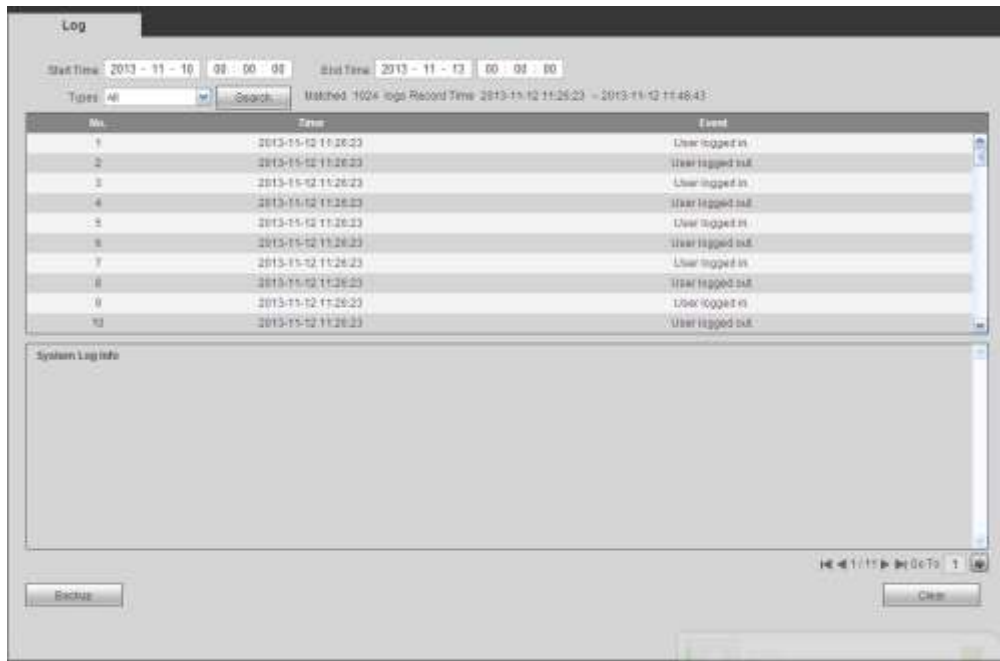 Log
Start Time 2013 - 11 - 10 00 : 00 : 00 End Time 2013 - 11 - 13 00 : 00 : 00
Types All Search Matched 1024 logs Record Time 2013-11-12 11:26:23 ~ 2013-11-12 11:48:43
No. Time Event
1 2013-11-12 11:26:23 User logged in
2 2013-11-12 11:26:23 User logged out
3 2013-11-12 11:26:23 User logged in
4 2013-11-12 11:26:23 User logged out
5 2013-11-12 11:26:23 User logged in
6 2013-11-12 11:26:23 User logged out
7 2013-11-12 11:26:23 User logged in
8 2013-11-12 11:26:23 User logged out
9 2013-11-12 11:26:23 User logged in
10 2013-11-12 11:26:23 User logged out
System Log Info
1 / 11 Go To 1
Backup Clear